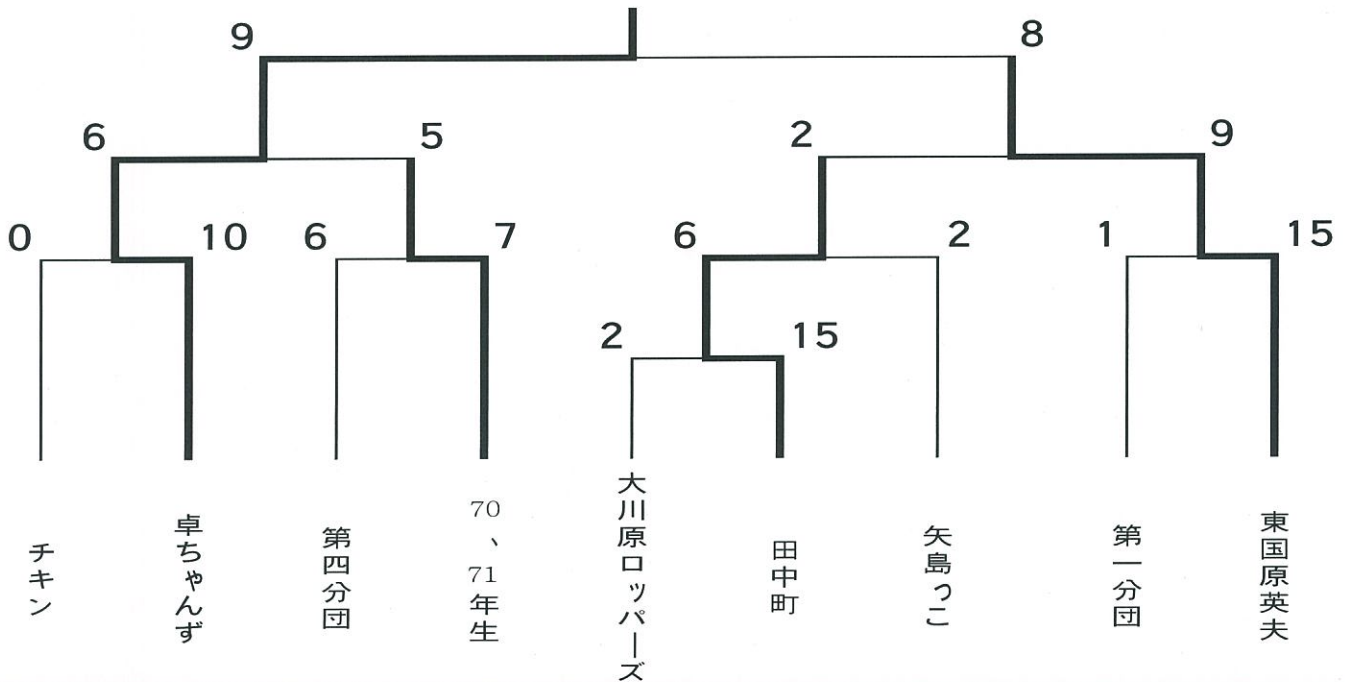 9
8
6
5
2
9
0
10
6
7
6
2
1
15
2
15
チキン
卓ちゃんず
第四分団
70、71年生
大川原ロッパーズ
田中町
矢島っこ
第一分団
東国原英夫